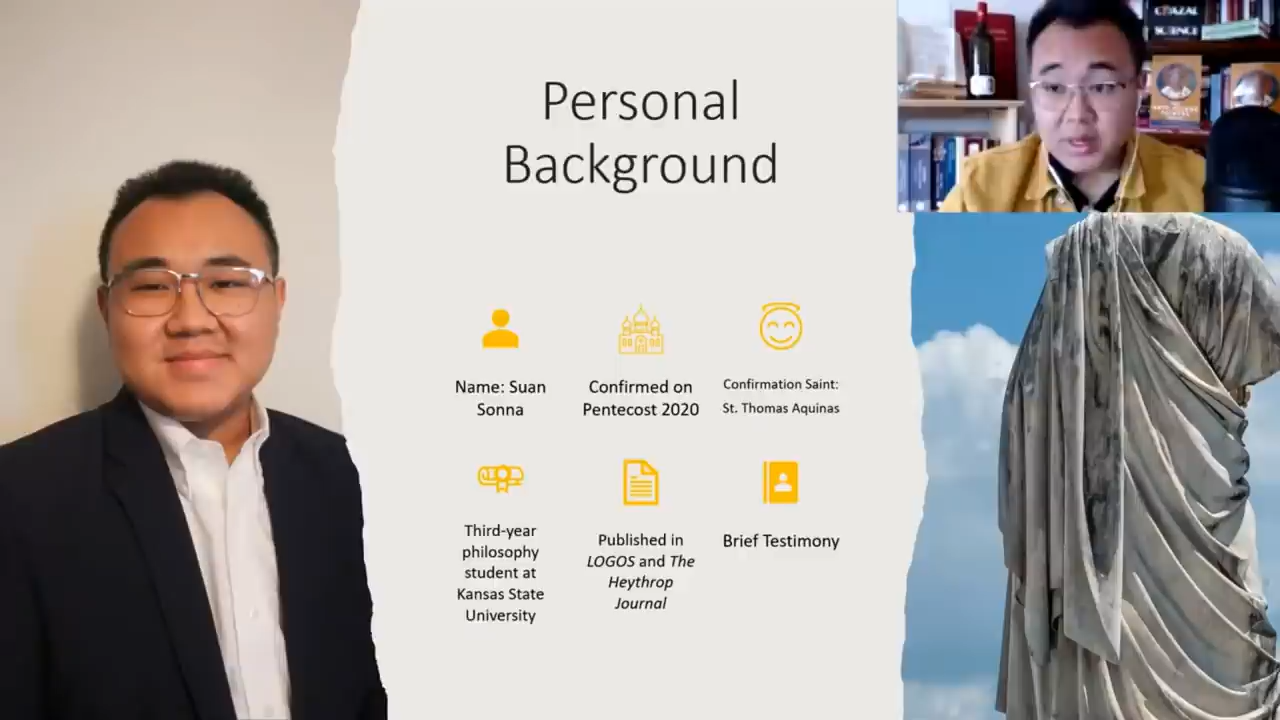 Personal
Background
Name: Suan
Sonna
Confirmed on
Pentecost 2020
Confirmation Saint:
St. Thomas Aquinas
Third-year
philosophy
student at
Kansas State
University
Published in
LOGOS and The
Heythrop
Journal
Brief Testimony
SCIENCE